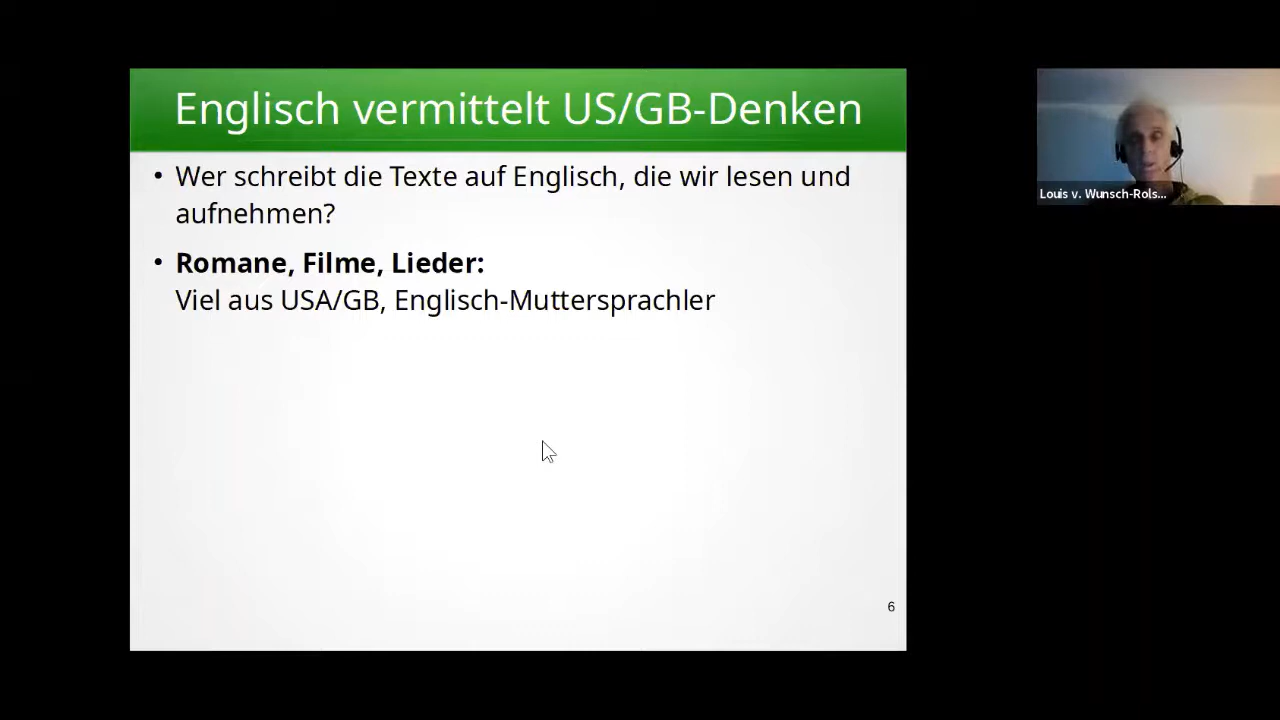 Englisch vermittelt US/GB-Denken
• Wer schreibt die Texte auf Englisch, die wir lesen und
aufnehmen?
• Romane, Filme, Lieder:
Viel aus USA/GB, Englisch-Muttersprachler
6
Louis v. Wunsch-Rols...